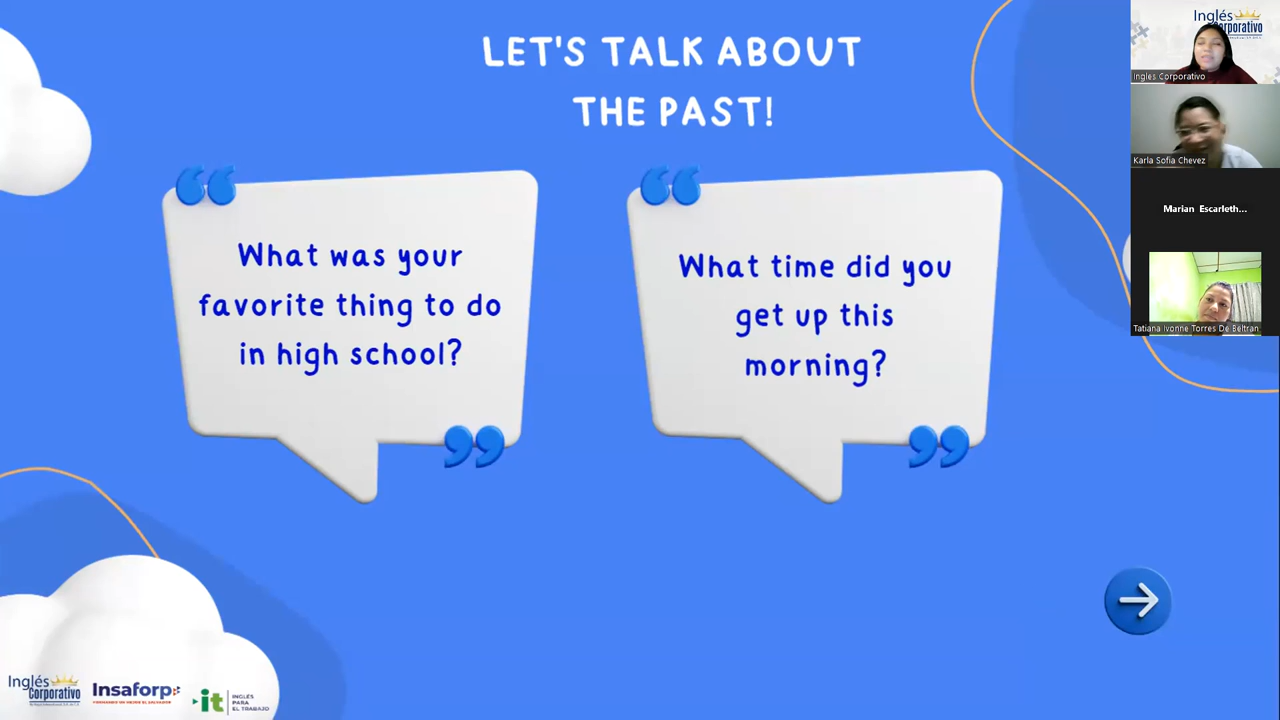 LET'S TALK ABOUT
THE PAST!
What was your
favorite thing to do
in high school?
What time did you
get up this
morning?
Inglés
Corporativo
Ingles Corporativo
Karla Sofia Chevez
Marian Escarleth...
Tatiana Ivonne Torres De Beltran
Inglés
Corporativo
Insaforp
it
INGLÉS
PARA
EL TRABAJO